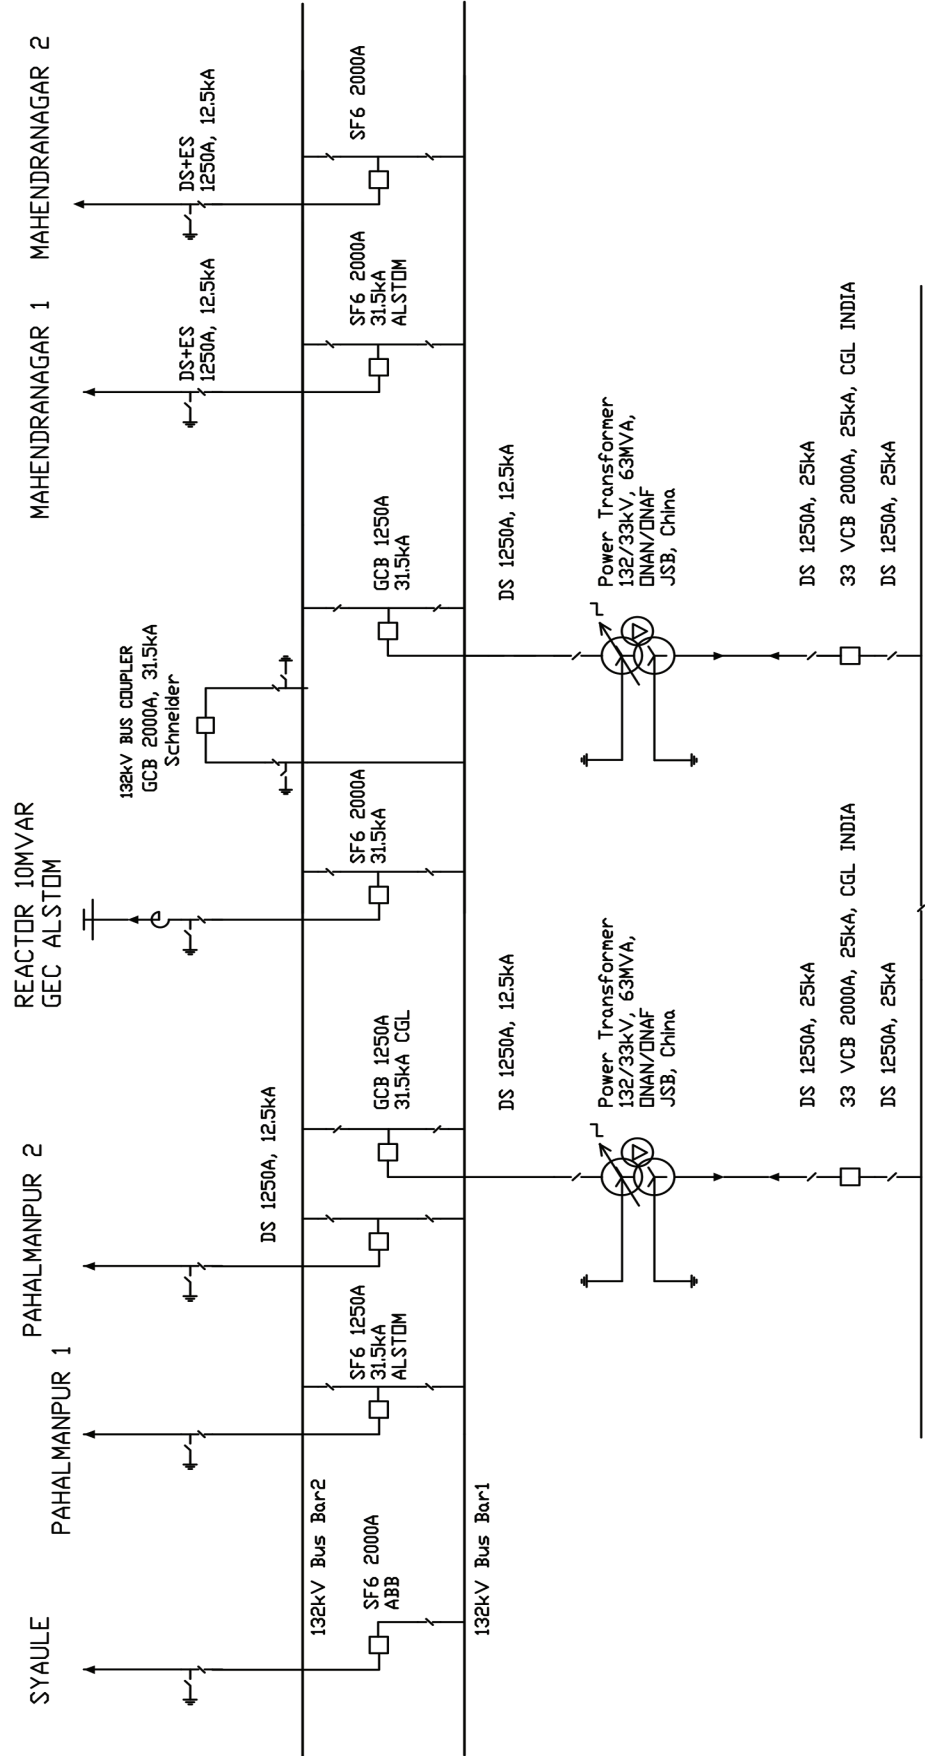 SYAULE
PAHALMANPUR 1
PAHALMANPUR 2
REACTOR 10MVAR
GEC ALSTOM
MAHENDRANAGAR 1
MAHENDRANAGAR 2
DS+ES
1250A, 12.5kA
DS+ES
1250A, 12.5kA
132kV BUS COUPLER
GCB 2000A, 31.5kA
Schneider
DS 1250A, 12.5kA
132kV Bus Bar2
SF6 2000A
ABB
SF6 1250A
31.5kA
ALSTOM
GCB 1250A
31.5kA CGL
SF6 2000A
31.5kA
GCB 1250A
31.5kA
SF6 2000A
31.5kA
ALSTOM
SF6 2000A
132kV Bus Bar1
DS 1250A, 12.5kA
DS 1250A, 12.5kA
Power Transformer
132/33kV, 63MVA,
ONAN/ONAF
JSB, China
Power Transformer
132/33kV, 63MVA,
ONAN/ONAF
JSB, China
DS 1250A, 25kA
33 VCB 2000A, 25kA, CGL INDIA
DS 1250A, 25kA
DS 1250A, 25kA
33 VCB 2000A, 25kA, CGL INDIA
DS 1250A, 25kA